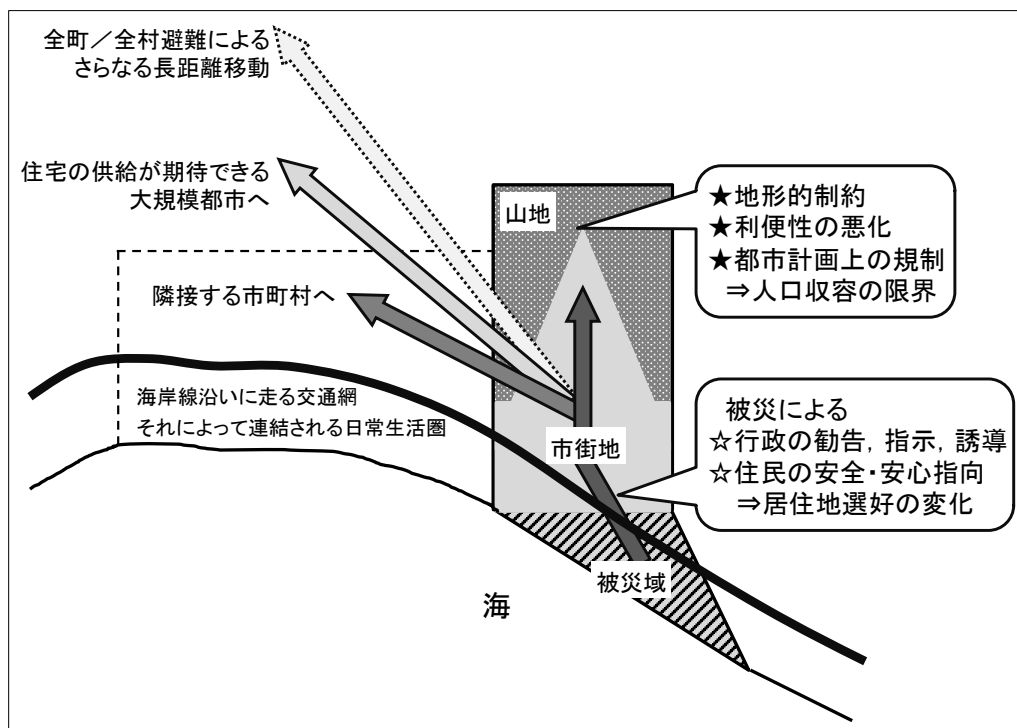 全町／全村避難による
さらなる長距離移動
住宅の供給が期待できる
大規模都市へ
隣接する市町村へ
海岸線沿いに走る交通網
それによって連結される日常生活圏
山地
★地形的制約
★利便性の悪化
★都市計画上の規制
⇒人口収容の限界
市街地
被災による
☆行政の勧告，指示，誘導
☆住民の安全・安心指向
⇒居住地選好の変化
被災域
海